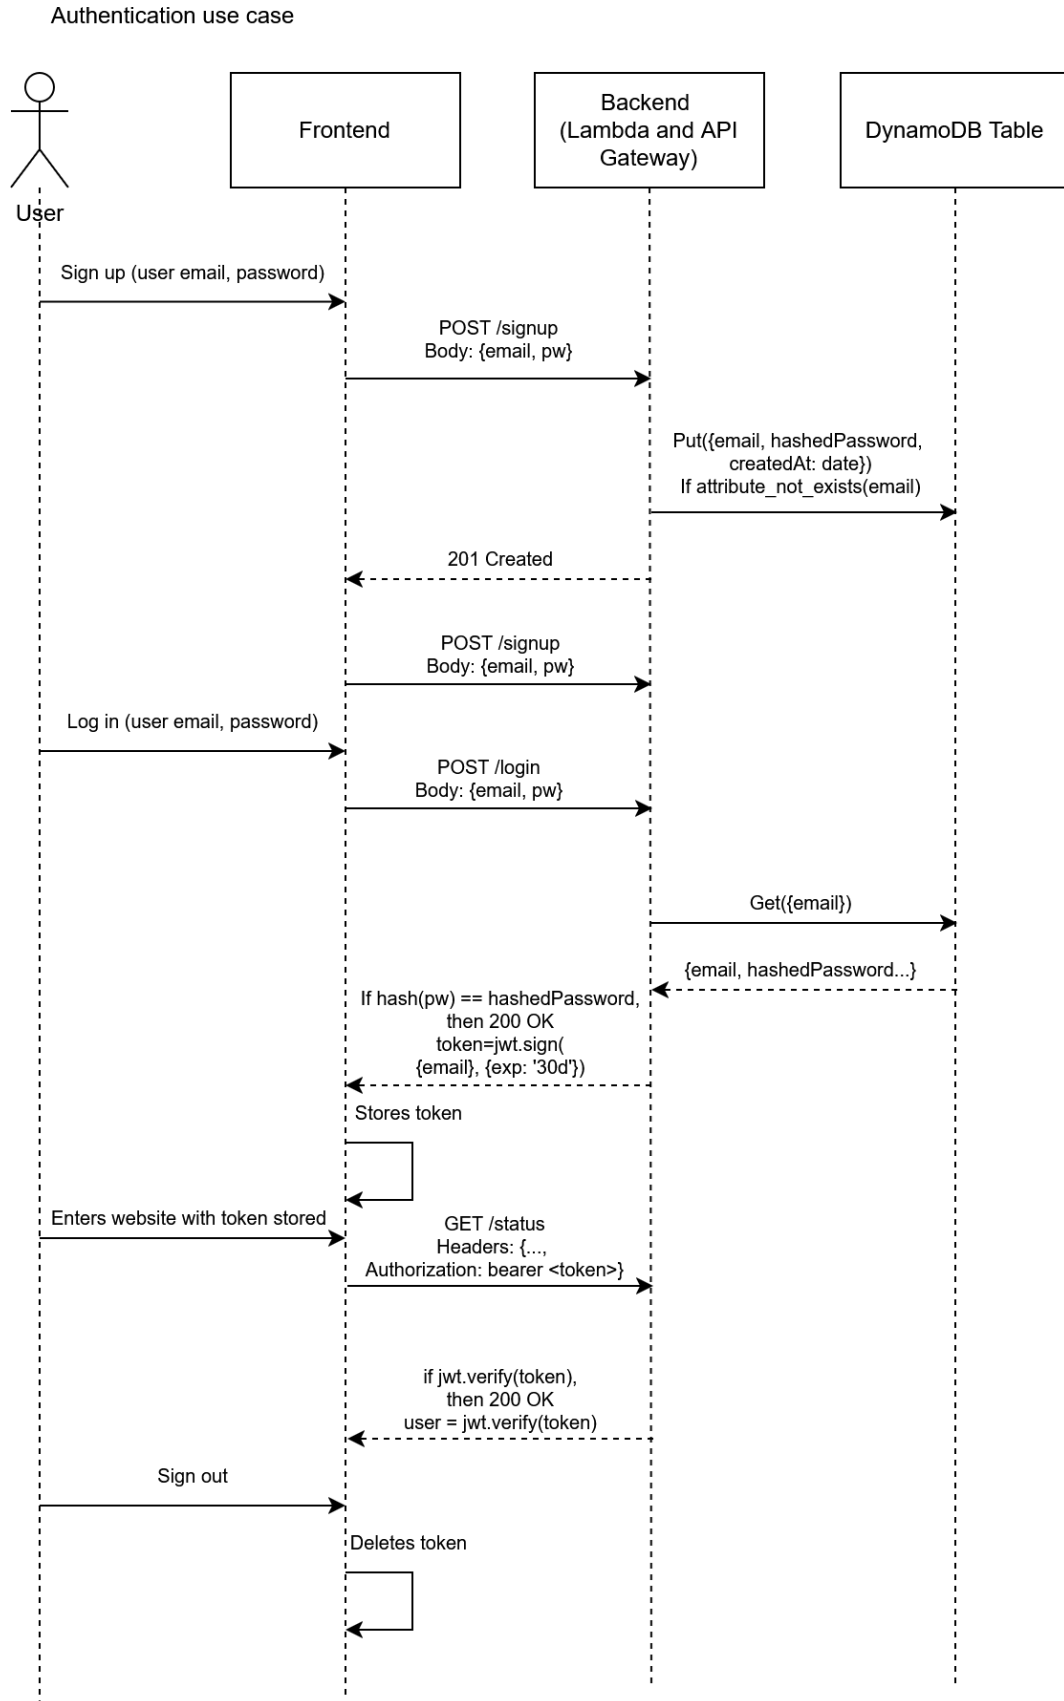 Authentication use case
User
Frontend
Backend
(Lambda and API
Gateway)
DynamoDB Table
Sign up (user email, password)
POST /signup
Body: {email, pw}
Put({email, hashedPassword,
createdAt: date})
If attribute_not_exists(email)
201 Created
POST /signup
Body: {email, pw}
Log in (user email, password)
POST /login
Body: {email, pw}
Get({email})
{email, hashedPassword...}
If hash(pw) == hashedPassword,
then 200 OK
token=jwt.sign(
{email}, {exp: '30d'})
Stores token
Enters website with token stored
GET /status
Headers: {...,
Authorization: bearer <token>}
if jwt.verify(token),
then 200 OK
user = jwt.verify(token)
Sign out
Deletes token